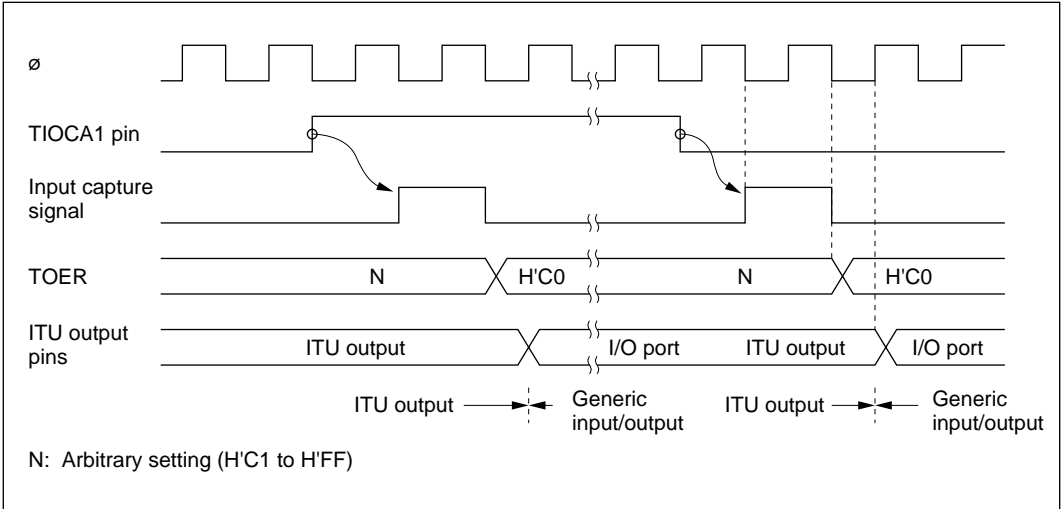 ø
TIOCA1 pin
Input capture
signal
TOER
N
H'C0
N
H'C0
ITU output
pins
ITU output
I/O port
ITU output
I/O port
ITU output
Generic
input/output
ITU output
Generic
input/output
N: Arbitrary setting (H'C1 to H'FF)